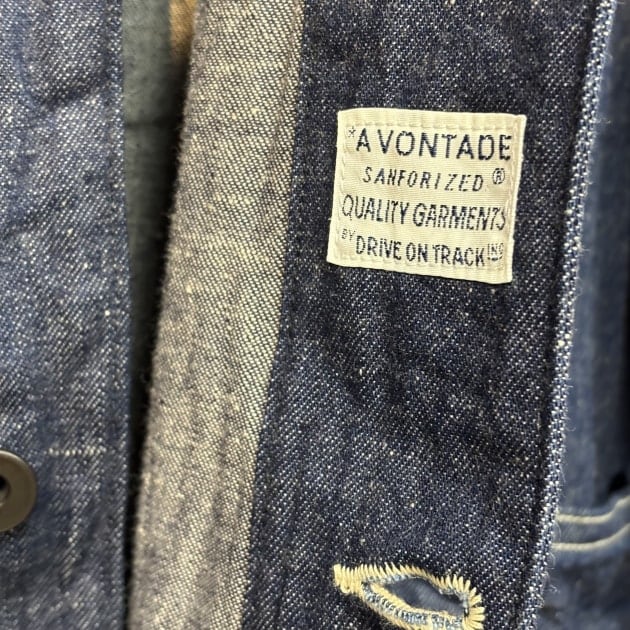 *A VONTADE
SANFORIZED ®
QUALITY GARMENTS
BY DRIVE ON TRACK INC